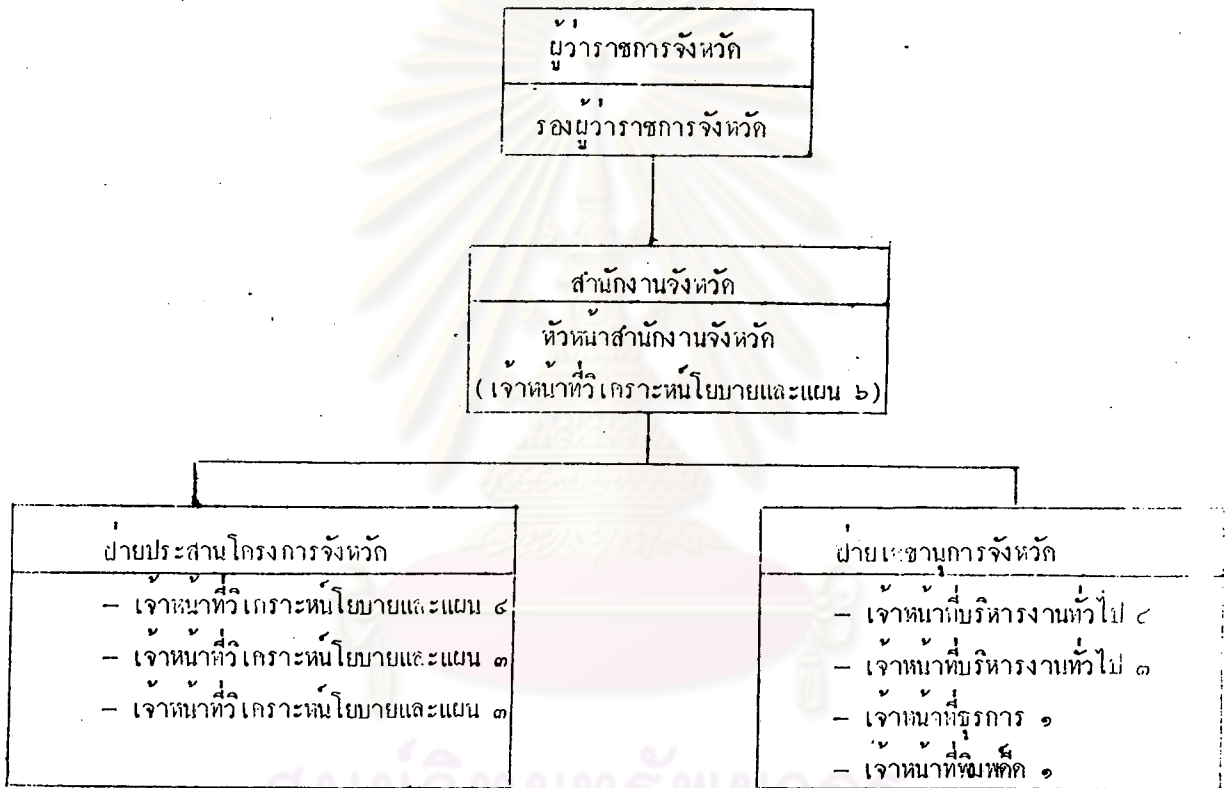 ผู้ว่าราชการจังหวัด
รองผู้ว่าราชการจังหวัด
สำนักงานจังหวัด
หัวหน้าสำนักงานจังหวัด
(เจ้าหน้าที่วิเคราะห์นโยบายและแผน ๖)
ฝ่ายประสานโครงการจังหวัด
– เจ้าหน้าที่วิเคราะห์นโยบายและแผน ๔
– เจ้าหน้าที่วิเคราะห์นโยบายและแผน ๓
– เจ้าหน้าที่วิเคราะห์นโยบายและแผน ๓
ฝ่ายเลขานุการจังหวัด
– เจ้าหน้าที่บริหารงานทั่วไป ๔
– เจ้าหน้าที่บริหารงานทั่วไป ๓
– เจ้าหน้าที่ธุรการ ๑
– เจ้าหน้าที่พิมพ์ดีด ๑
ศูนย์วิทยทรัพยากร